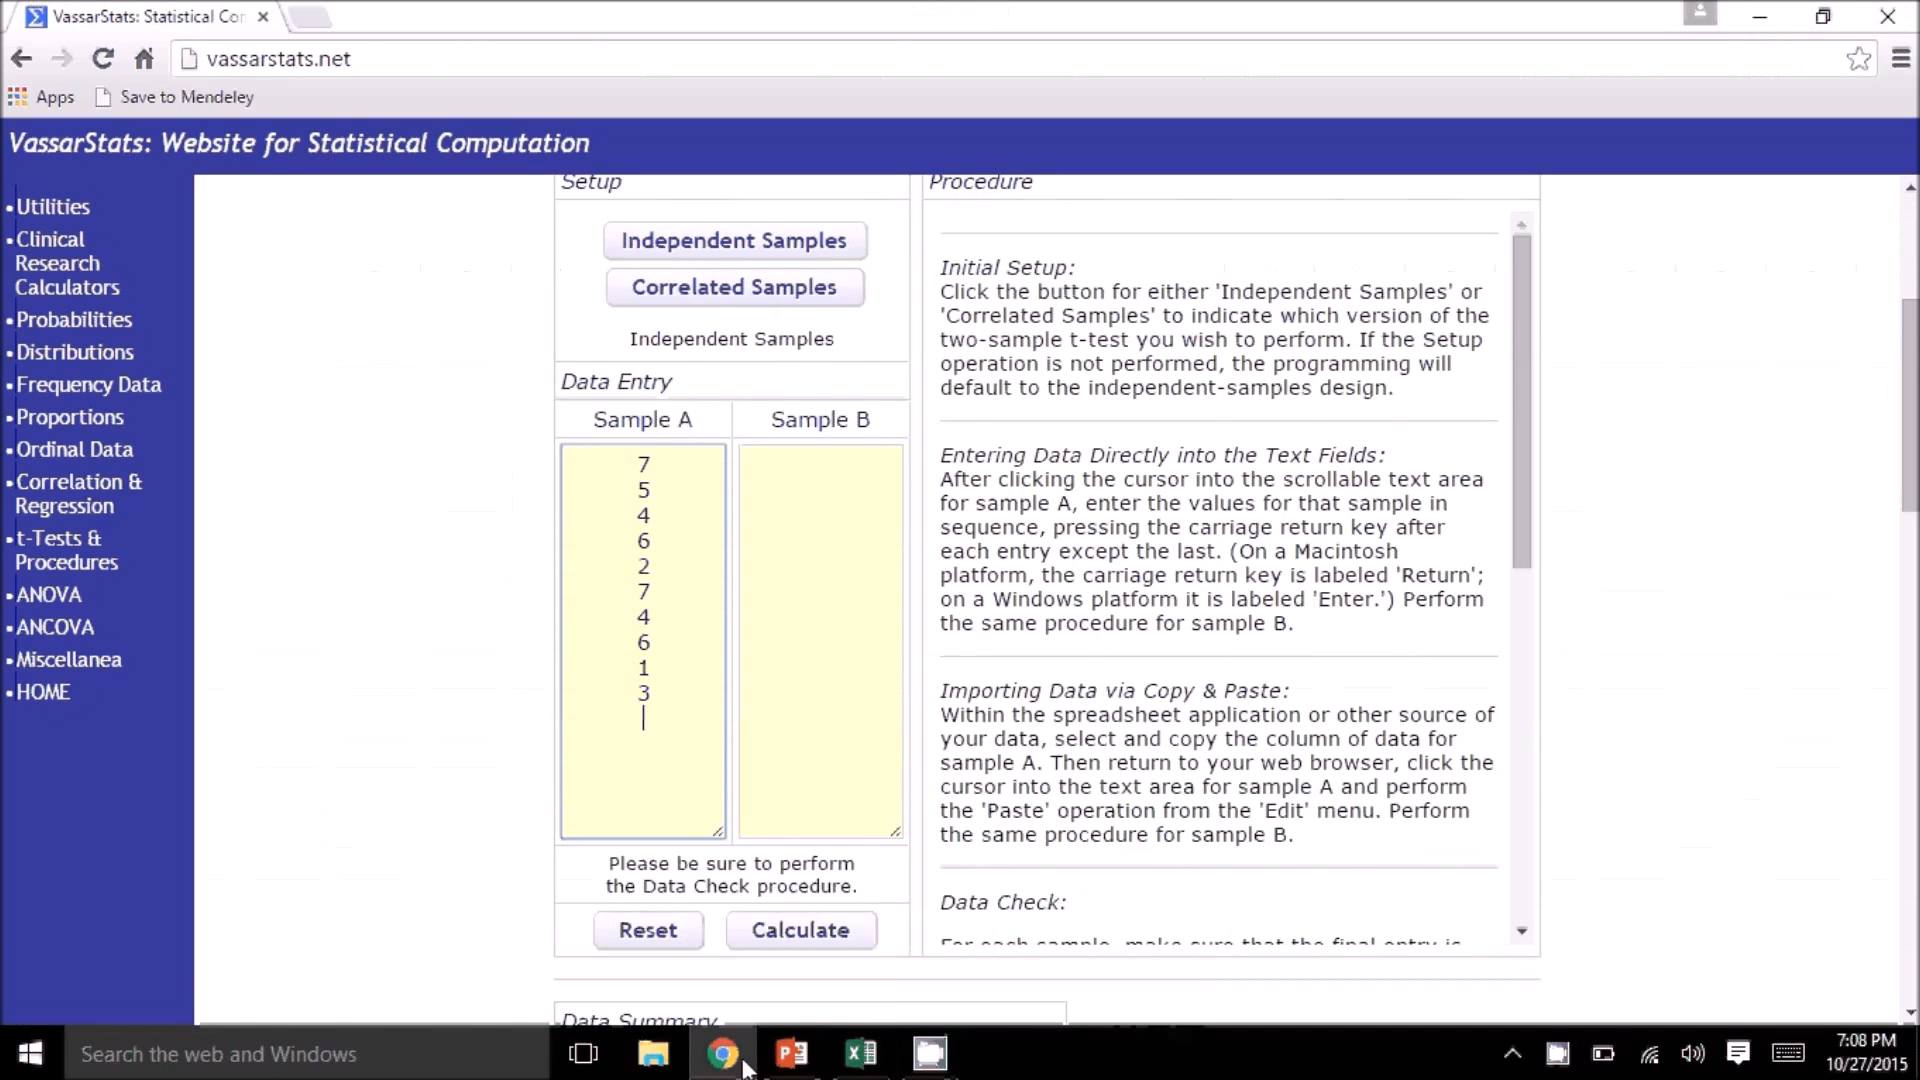 VassarStats: Statistical Cor
vassarstats.net
Apps
Save to Mendeley
VassarStats: Website for Statistical Computation
Utilities
Clinical
Research
Calculators
Probabilities
Distributions
Frequency Data
Proportions
Ordinal Data
Correlation &
Regression
t-Tests &
Procedures
ANOVA
ANCOVA
Miscellanea
HOME
Setup
Independent Samples
Correlated Samples
Independent Samples
Data Entry
Sample A
Sample B
7
5
4
6
2
7
4
6
1
3
Please be sure to perform
the Data Check procedure.
Reset
Calculate
Data Summary
Procedure
Initial Setup:
Click the button for either 'Independent Samples' or
'Correlated Samples' to indicate which version of the
two-sample t-test you wish to perform. If the Setup
operation is not performed, the programming will
default to the independent-samples design.
Entering Data Directly into the Text Fields:
After clicking the cursor into the scrollable text area
for sample A, enter the values for that sample in
sequence, pressing the carriage return key after
each entry except the last. (On a Macintosh
platform, the carriage return key is labeled 'Return';
on a Windows platform it is labeled 'Enter.') Perform
the same procedure for sample B.
Importing Data via Copy & Paste:
Within the spreadsheet application or other source of
your data, select and copy the column of data for
sample A. Then return to your web browser, click the
cursor into the text area for sample A and perform
the 'Paste' operation from the 'Edit' menu. Perform
the same procedure for sample B.
Data Check:
For each sample, make sure that the final entry is
Search the web and Windows
7:08 PM
10/27/2015